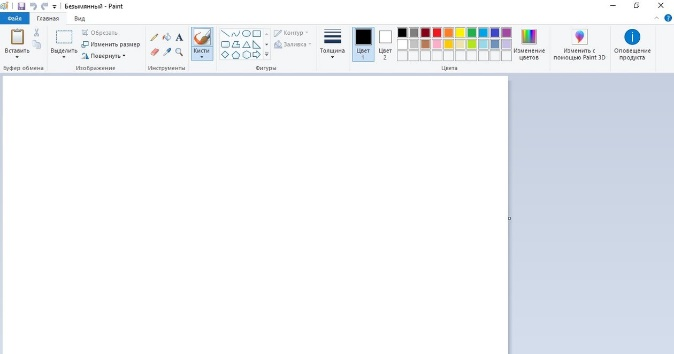 Безымянный - Paint
Файл Главная Вид
Вставить
Выделить
Обрезать
Изменить размер
Повернуть
A
Кисти
Контур
Заливка
Толщина
Цвет 1
Цвет 2
Изменение цветов
Изменить с помощью Paint 3D
Оповещение продукта
Буфер обмена Изображение Инструменты Фигуры Цвета